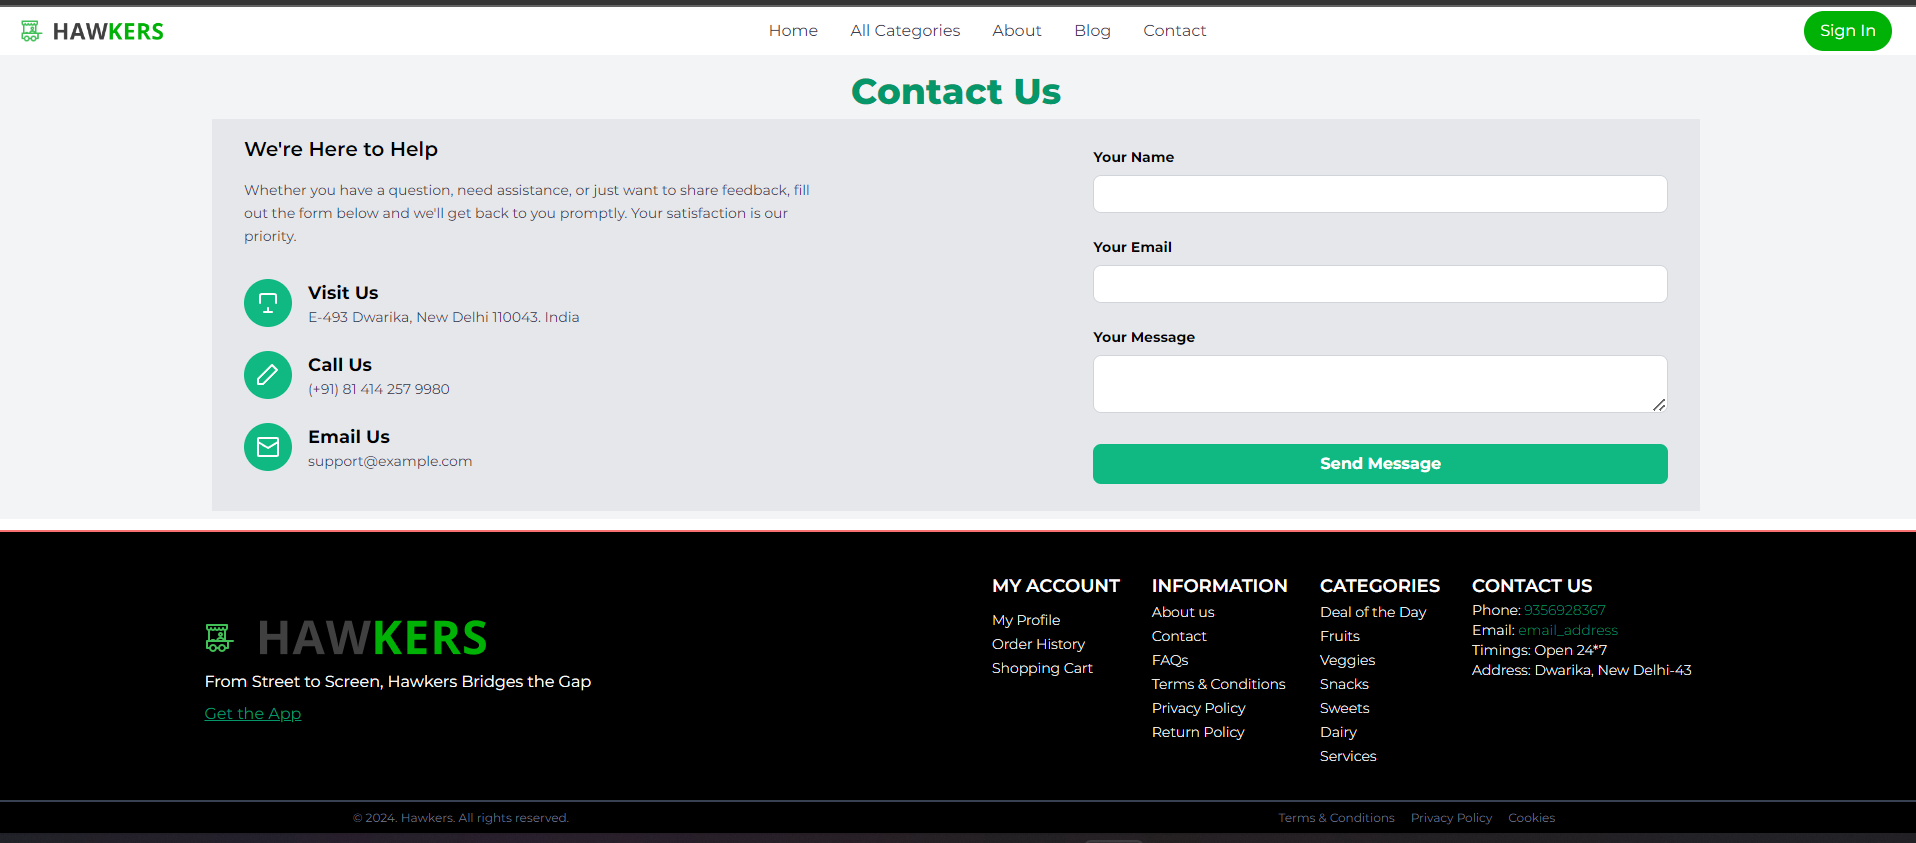 HAWKERS
Home All Categories About Blog Contact
Sign In
Contact Us
We're Here to Help
Whether you have a question, need assistance, or just want to share feedback, fill
out the form below and we'll get back to you promptly. Your satisfaction is our
priority.
Visit Us
E-493 Dwarika, New Delhi 110043. India
Call Us
(+91) 81 414 257 9980
Email Us
support@example.com
Your Name
Your Email
Your Message
Send Message
HAWKERS
From Street to Screen, Hawkers Bridges the Gap
Get the App
MY ACCOUNT
My Profile
Order History
Shopping Cart
INFORMATION
About us
Contact
FAQs
Terms & Conditions
Privacy Policy
Return Policy
CATEGORIES
Deal of the Day
Fruits
Veggies
Snacks
Sweets
Dairy
Services
CONTACT US
Phone: 9356928367
Email: email_address
Timings: Open 24*7
Address: Dwarika, New Delhi-43
© 2024. Hawkers. All rights reserved.
Terms & Conditions Privacy Policy Cookies